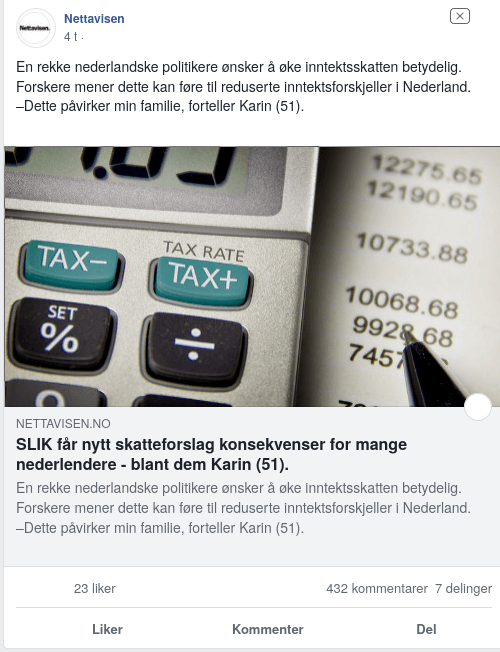 Nettavisen.
Nettavisen
4 t ·
En rekke nederlandske politikere ønsker å øke inntektsskatten betydelig.
Forskere mener dette kan føre til reduserte inntektsforskjeller i Nederland.
–Dette påvirker min familie, forteller Karin (51).
TAX–
TAX RATE
TAX+
SET
%
÷
12275.65
12190.65
10733.88
10068.68
9928.68
NETTAVISEN.NO
SLIK får nytt skatteforslag konsekvenser for mange
nederlendere - blant dem Karin (51).
En rekke nederlandske politikere ønsker å øke inntektsskatten betydelig.
Forskere mener dette kan føre til reduserte inntektsforskjeller i Nederland.
–Dette påvirker min familie, forteller Karin (51).
23 liker
432 kommentarer 7 delinger
Liker Kommenter Del